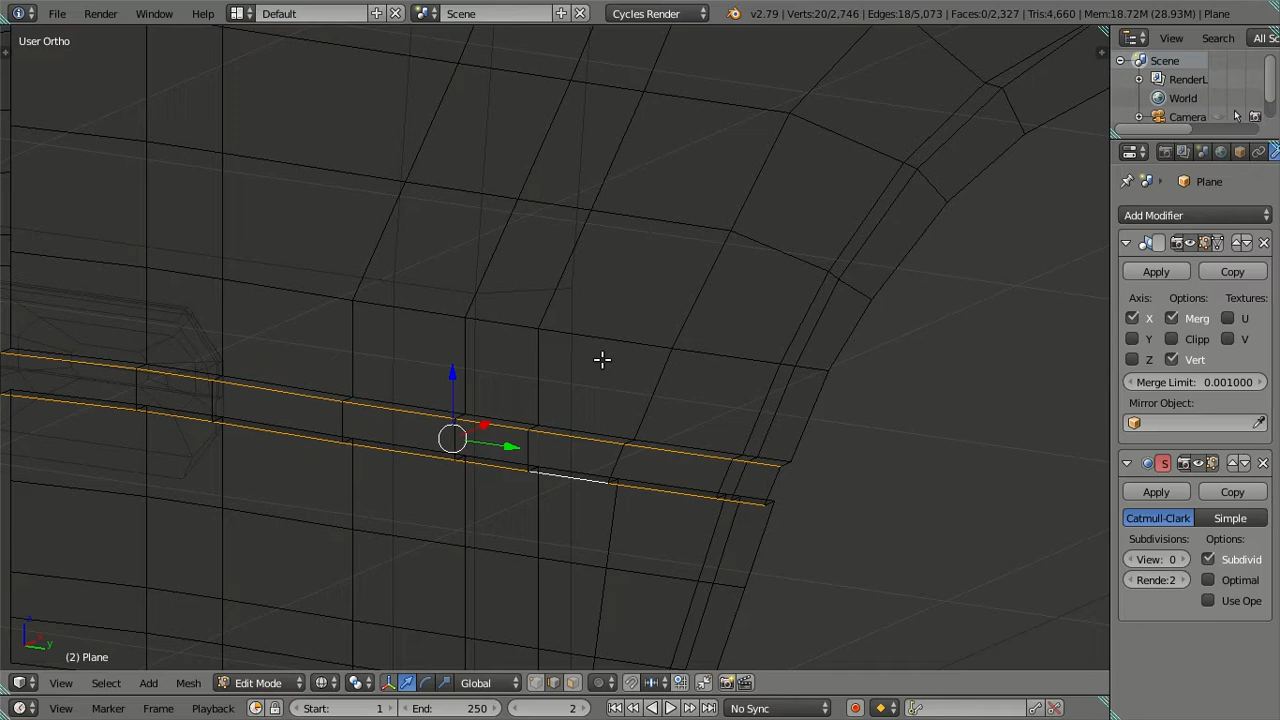 File Render Window Help Default Scene Cycles Render v2.79 | Verts:20/2,746 | Edges:18/5,073 | Faces:0/2,327 | Tris:4,660 | Mem:18.72M (28.93M) | Plane
User Ortho
View Search All Sc
Scene
RenderL
World
Camera
Plane
Add Modifier
Apply Copy
Axis: Options: Textures:
X Merg U
Y Clipp V
Z Vert
Merge Limit: 0.001000
Mirror Object:
S
Apply Copy
Catmull-Clark Simple
Subdivisions: Options:
View: 0 Subdivid
Rende:2 Optimal
Use Ope
z
y
(2) Plane
View Select Add Mesh Edit Mode Global
View Marker Frame Playback Start: 1 End: 250 2 No Sync